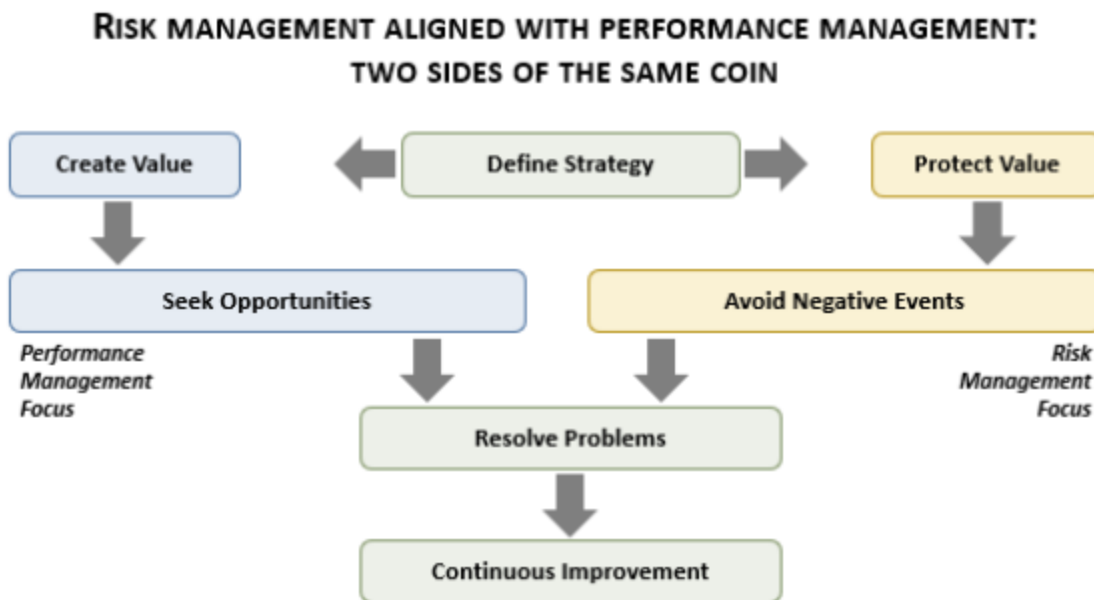 RISK MANAGEMENT ALIGNED WITH PERFORMANCE MANAGEMENT:
TWO SIDES OF THE SAME COIN
Create Value
Define Strategy
Protect Value
Seek Opportunities
Avoid Negative Events
Performance
Management
Focus
Risk
Management
Focus
Resolve Problems
Continuous Improvement